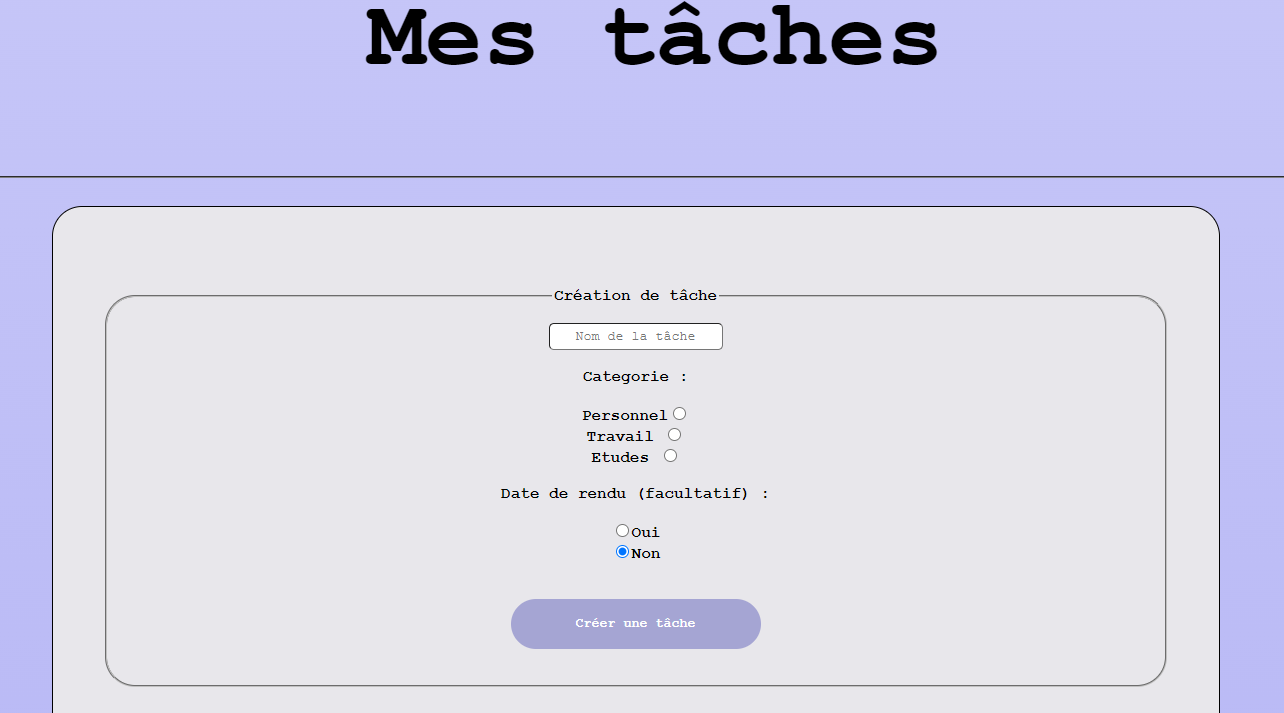 Mes tâches
Création de tâche
Nom de la tâche
Categorie :
Personnel
Travail
Etudes
Date de rendu (facultatif) :
Oui
Non
Créer une tâche